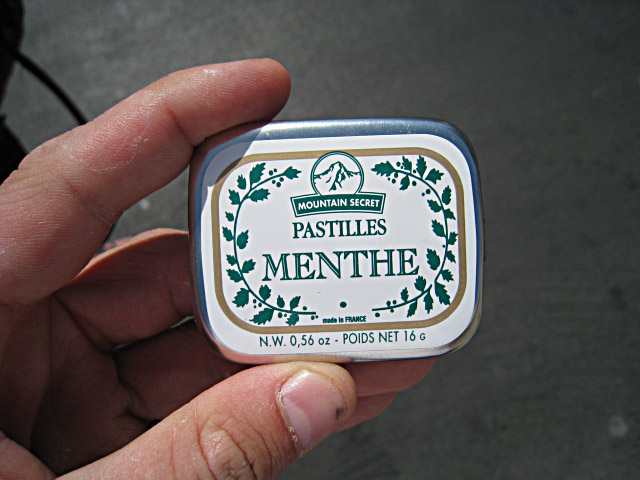 MOUNTAIN SECRET
PASTILLES
MENTHE
made in FRANCE
N.W. 0,56 oz - POIDS NET 16 G